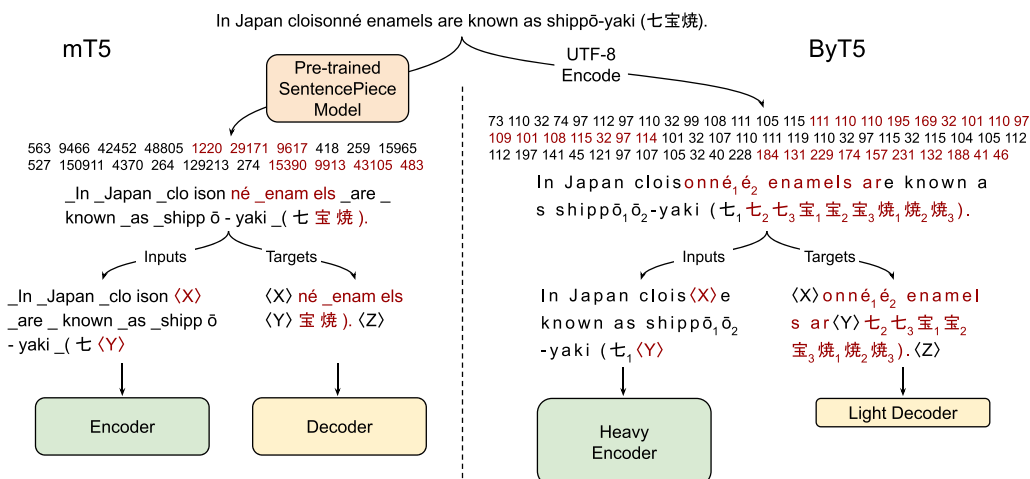 In Japan cloisonné enamels are known as shippō-yaki (七宝焼).
mT5
Pre-trained
SentencePiece
Model
563 9466 42452 48805 1220 29171 9617 418 259 15965
527 150911 4370 264 129213 274 15390 9913 43105 483
_In _Japan _clo ison né _enam els _are _
known _as _shipp ō - yaki _( 七 宝 焼 ).
Inputs
Targets
_In _Japan _clo ison ⟨X⟩
_are _ known _as _shipp ō
- yaki _( 七 ⟨Y⟩
⟨X⟩ né _enam els
⟨Y⟩ 宝 焼 ). ⟨Z⟩
Encoder
Decoder
UTF-8
Encode
ByT5
73 110 32 74 97 112 97 110 32 99 108 111 105 115 111 110 110 195 169 32 101 110 97
109 101 108 115 32 97 114 101 32 107 110 111 119 110 32 97 115 32 115 104 105 112
112 197 141 45 121 97 107 105 32 40 228 184 131 229 174 157 231 132 188 41 46
In Japan cloisonné₁é₂ enamels are known a
s shippō₁ō₂-yaki (七₁七₂七₃宝₁宝₂宝₃焼₁焼₂焼₃).
Inputs
Targets
In Japan clois⟨X⟩e
known as shippō₁ō₂
-yaki (七₁⟨Y⟩
⟨X⟩onné₁é₂ enamel
s ar⟨Y⟩七₂七₃宝₁宝₂
宝₃焼₁焼₂焼₃).⟨Z⟩
Heavy
Encoder
Light Decoder